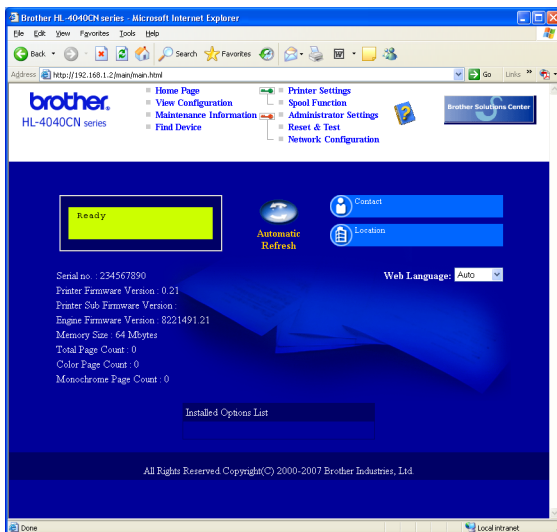 Brother HL-4040CN series - Microsoft Internet Explorer
File Edit View Favorites Tools Help
Back Search Favorites
Address http://192.168.1.2/main/main.html Go Links »
brother.
HL-4040CN series
Home Page
View Configuration
Maintenance Information
Find Device
Printer Settings
Spool Function
Administrator Settings
Reset & Test
Network Configuration
Brother Solutions Center
Ready
Automatic
Refresh
Contact
Location
Web Language: Auto
Serial no. : 234567890
Printer Firmware Version : 0.21
Printer Sub Firmware Version :
Engine Firmware Version : 8221491.21
Memory Size : 64 Mbytes
Total Page Count : 0
Color Page Count : 0
Monochrome Page Count : 0
Installed Options List
All Rights Reserved.Copyright(C) 2000-2007 Brother Industries, Ltd.
Done Local intranet